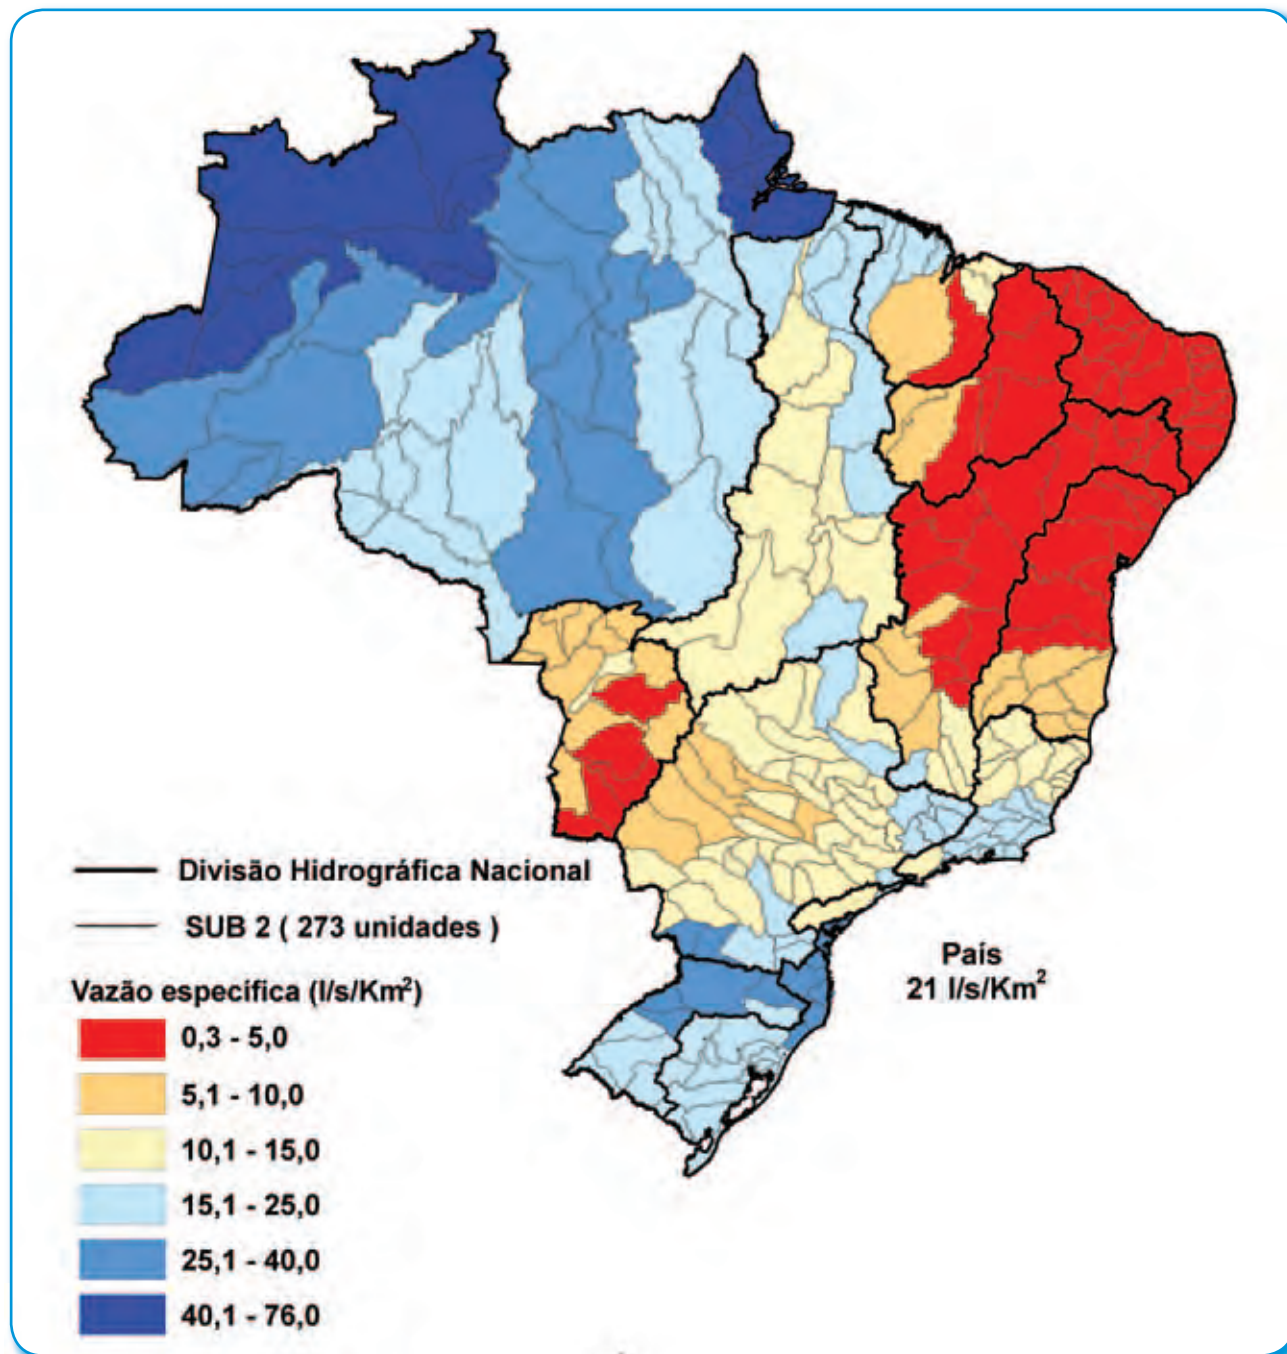 Divisão Hidrográfica Nacional
SUB 2 ( 273 unidades )
País
21 l/s/Km²
Vazão específica (l/s/Km²)
0,3 - 5,0
5,1 - 10,0
10,1 - 15,0
15,1 - 25,0
25,1 - 40,0
40,1 - 76,0